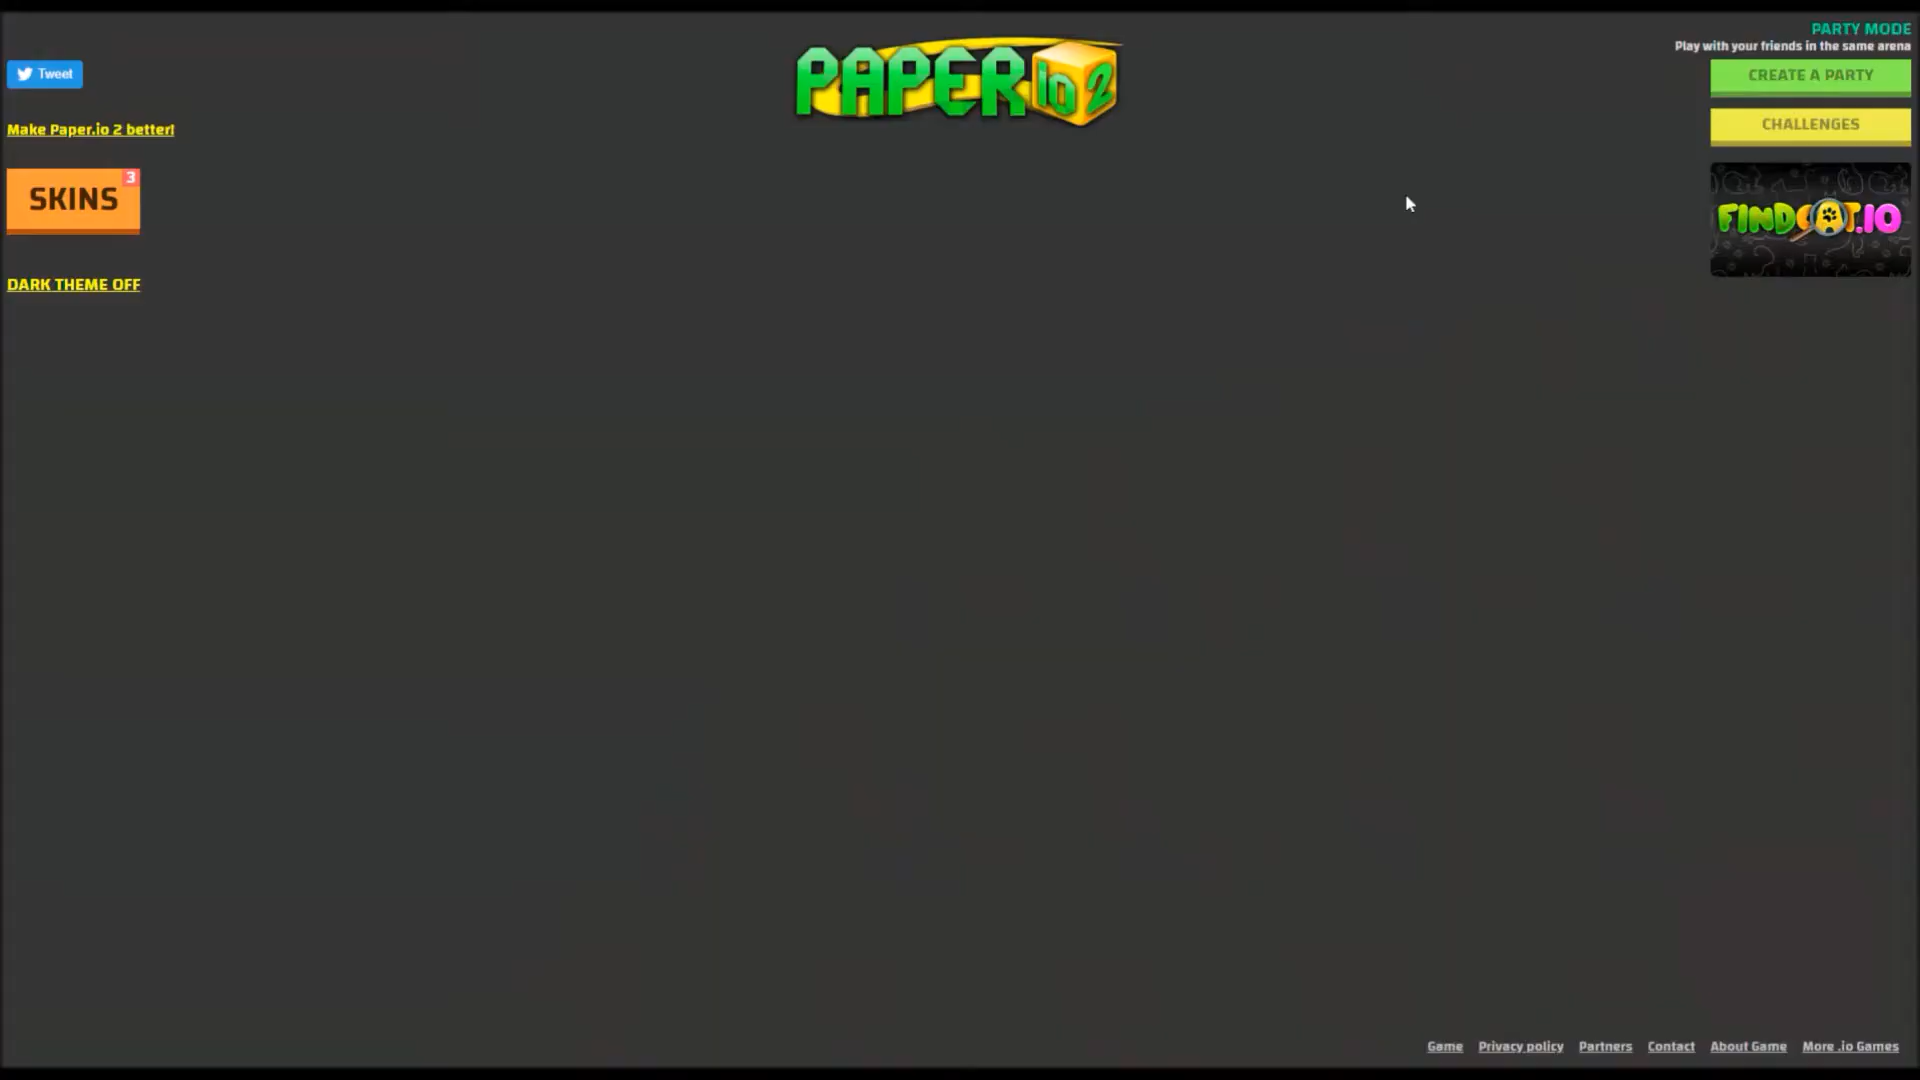 PAPER io 2
PARTY MODE
Play with your friends in the same arena
Tweet
CREATE A PARTY
Make Paper.io 2 better!
CHALLENGES
3
SKINS
FINDCAT.IO
DARK THEME OFF
Game Privacy policy Partners Contact About Game More .io Games